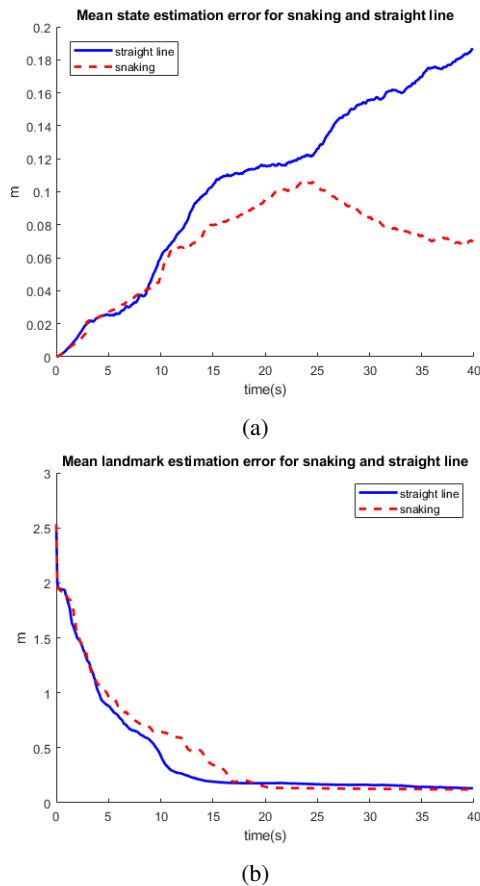 Mean state estimation error for snaking and straight line
0.2
0.18
0.16
0.14
0.12
0.1
0.08
0.06
0.04
0.02
0
m
straight line
snaking
0 5 10 15 20 25 30 35 40
time(s)
(a)
Mean landmark estimation error for snaking and straight line
3
2.5
2
1.5
1
0.5
0
m
straight line
snaking
0 5 10 15 20 25 30 35 40
time(s)
(b)